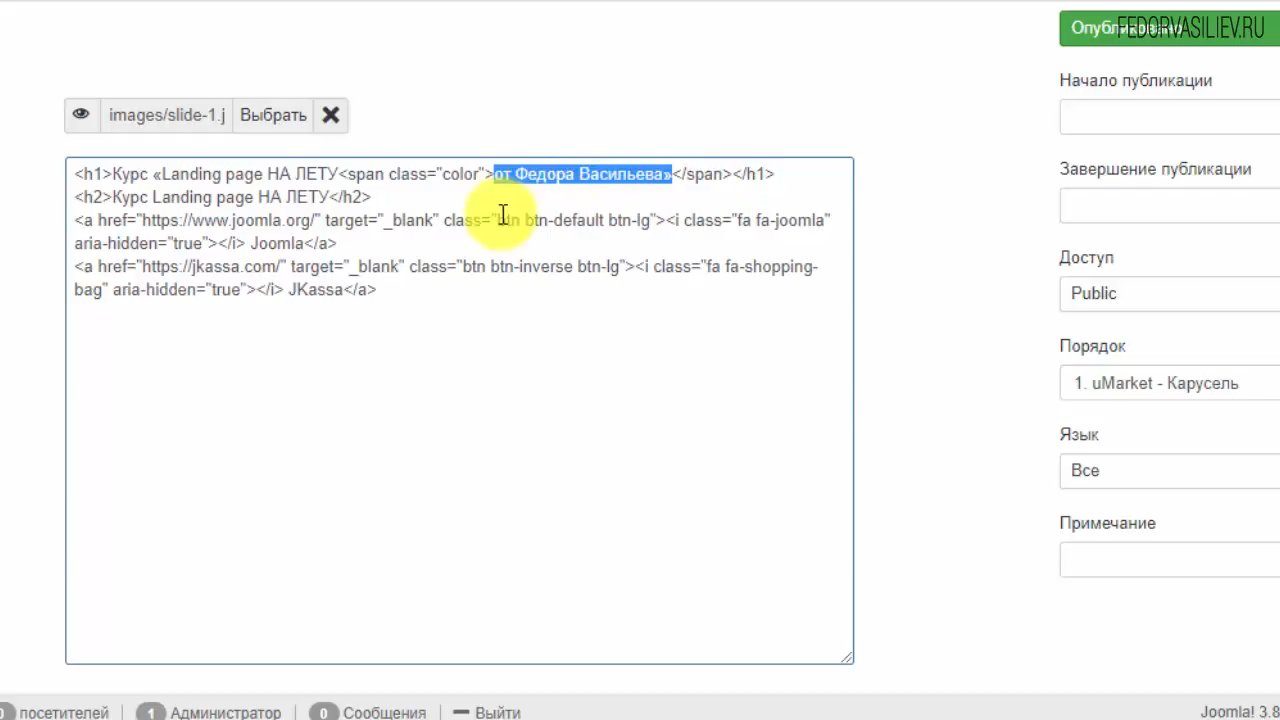 Опубликовано
FEDORVASILIEV.RU
Начало публикации
images/slide-1.j
Выбрать
Завершение публикации
<h1>Курс «Landing page НА ЛЕТУ<span class="color">от Федора Васильева»</span></h1>
<h2>Курс Landing page НА ЛЕТУ</h2>
<a href="https://www.joomla.org/" target="_blank" class="btn btn-default btn-lg"><i class="fa fa-joomla"
aria-hidden="true"></i> Joomla</a>
<a href="https://jkassa.com/" target="_blank" class="btn btn-inverse btn-lg"><i class="fa fa-shopping-
bag" aria-hidden="true"></i> JKassa</a>
Доступ
Public
Порядок
1. uMarket - Карусель
Язык
Все
Примечание
0 посетителей
1 Администратор
0 Сообщения
Выйти
Joomla! 3.8